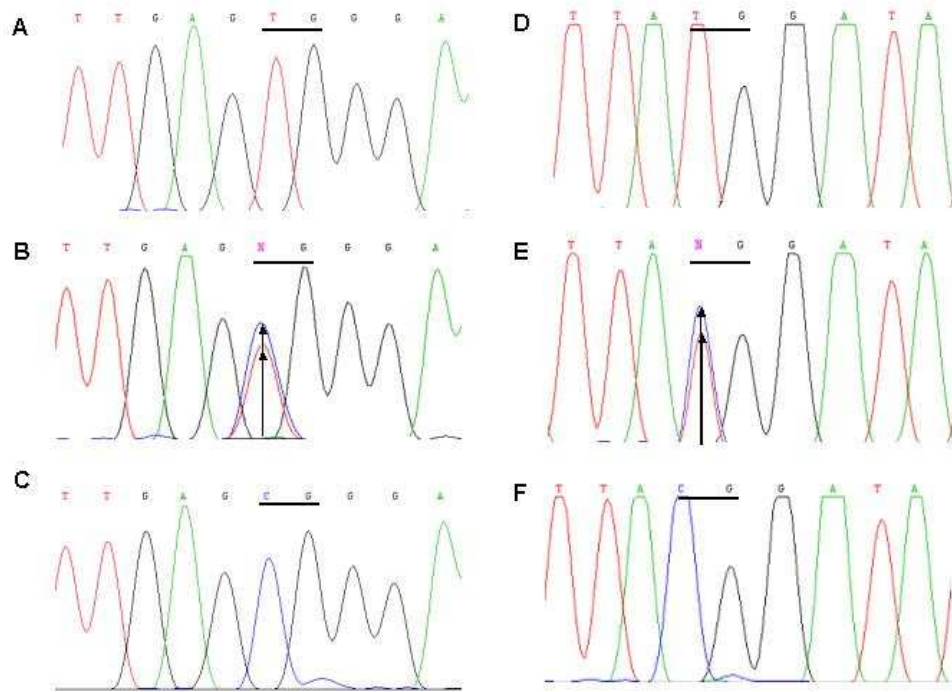 A T T G A G T G G G A
D T T A T G G A T A
B T T G A G N G G G A
E T T A N G G A T A
C T T G A G C G G G A
F T T A C G G A T A